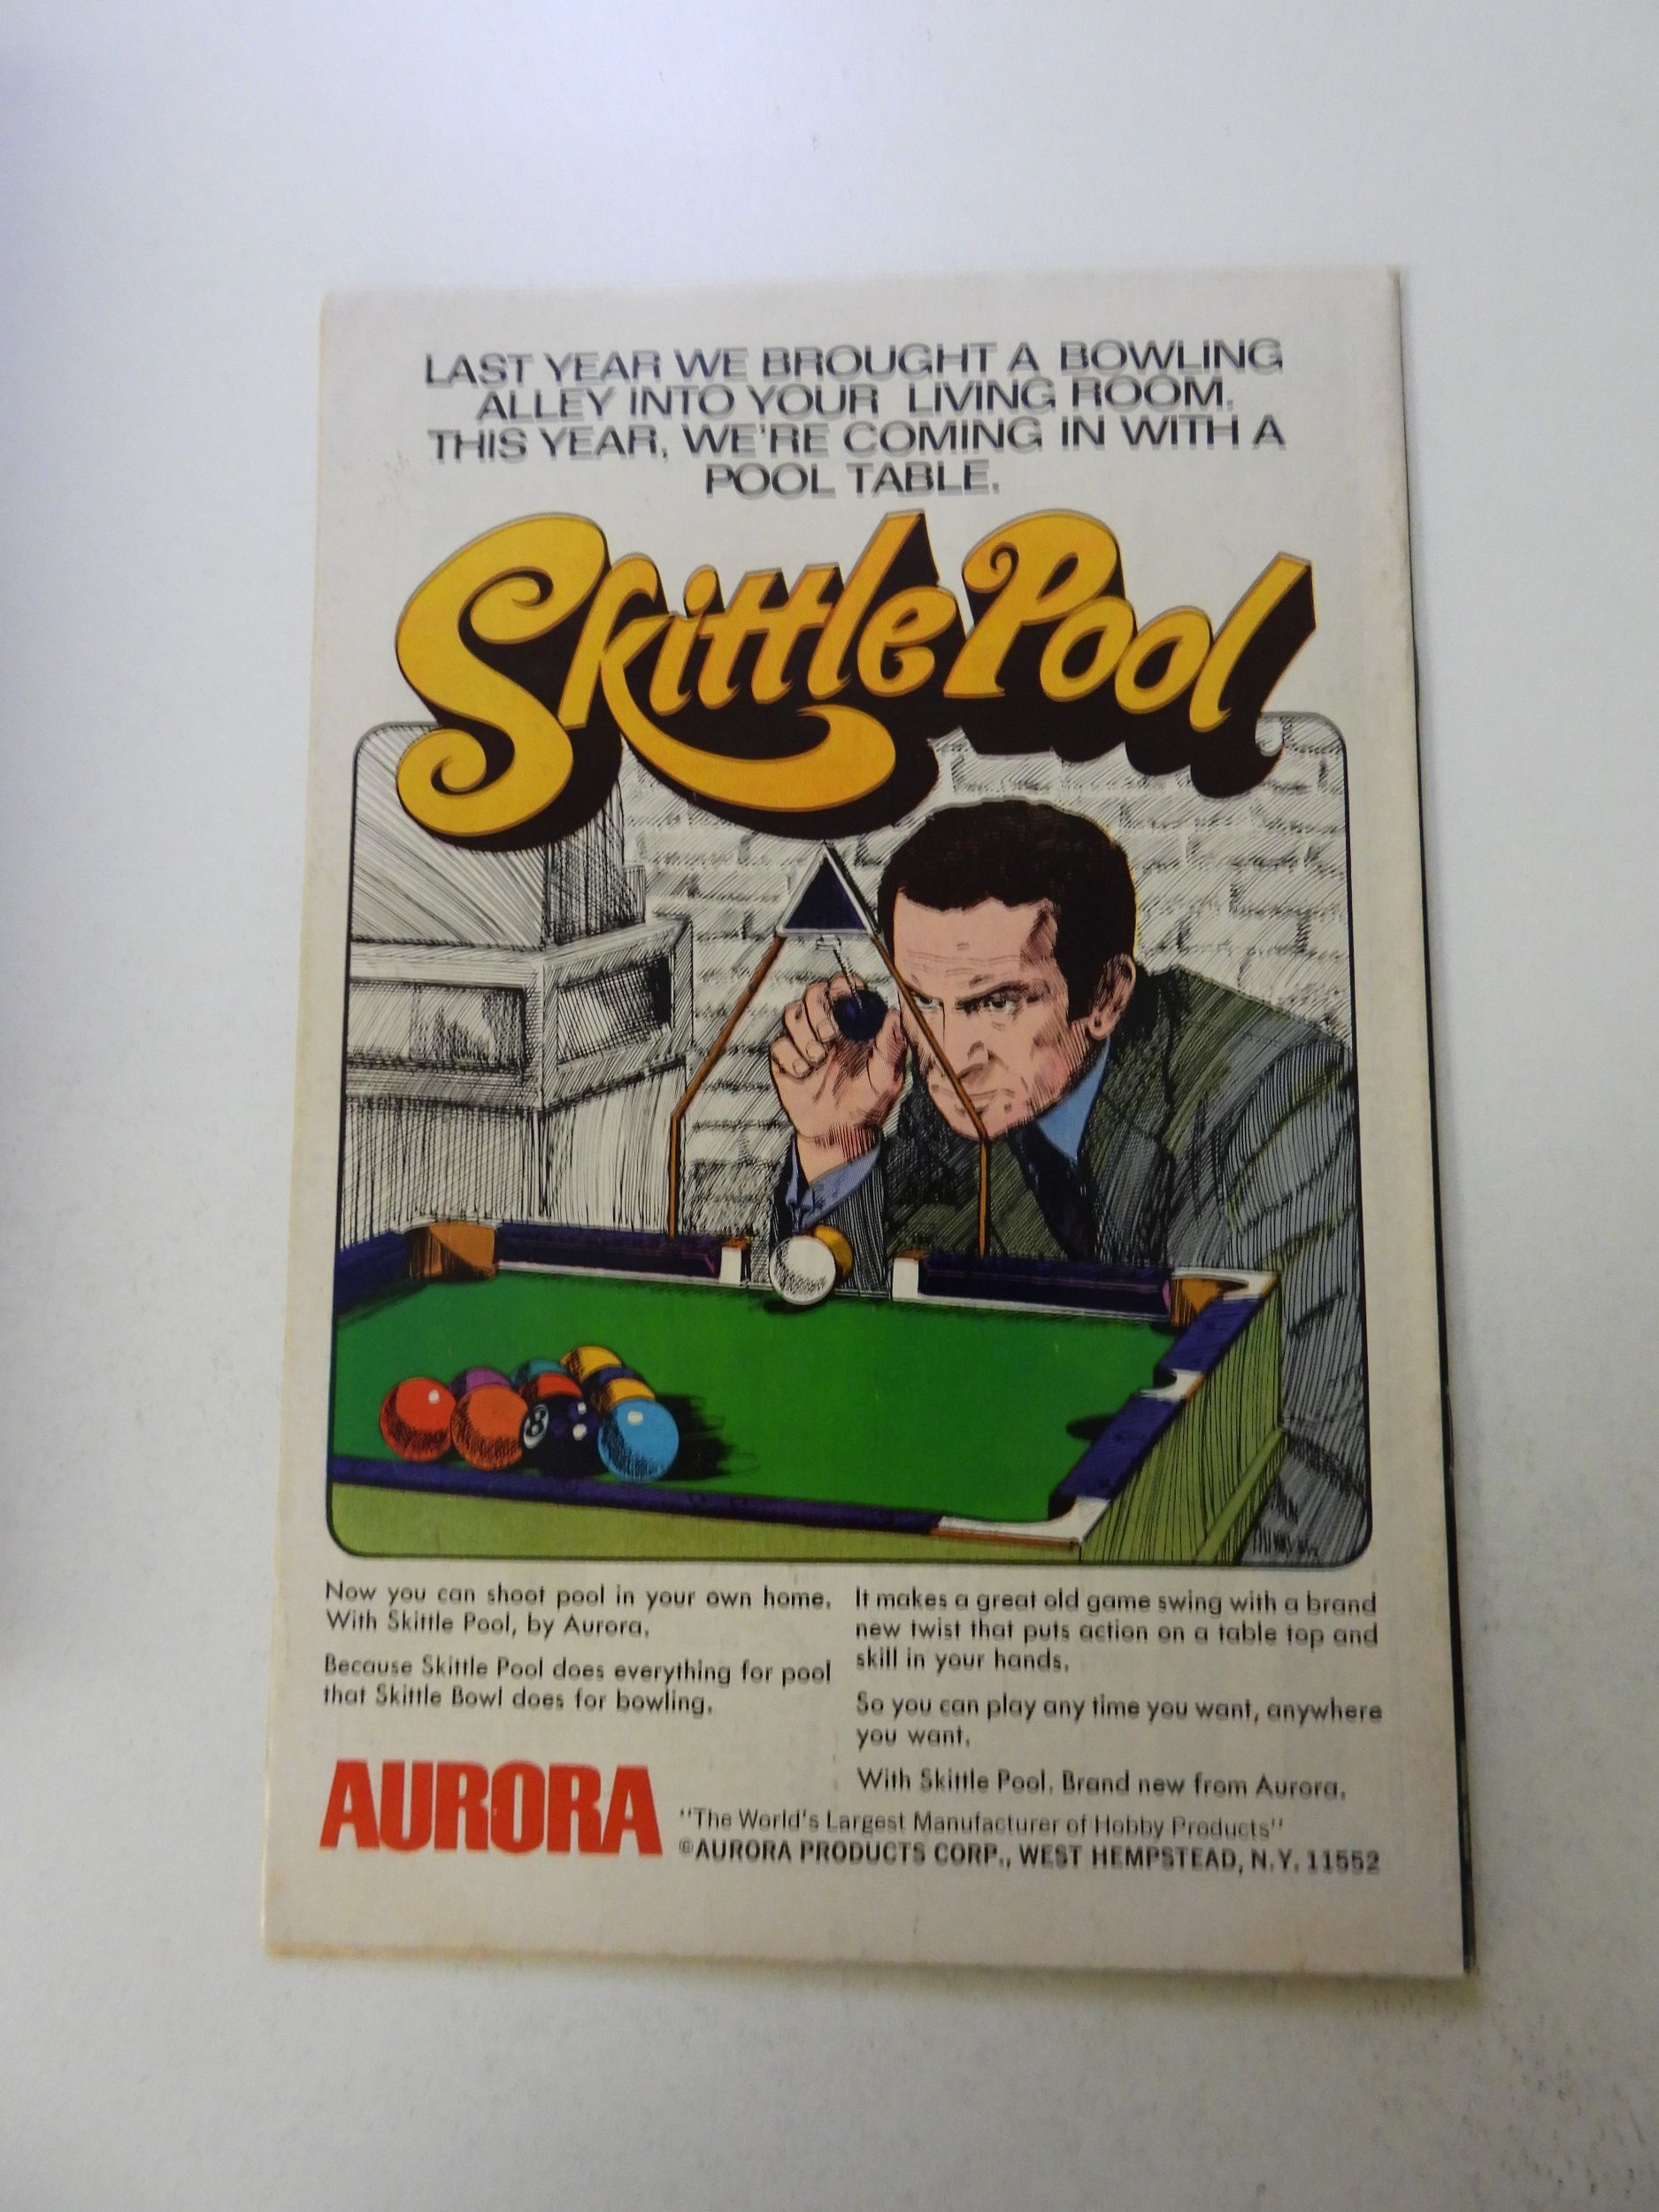 LAST YEAR WE BROUGHT A BOWLING
ALLEY INTO YOUR LIVING ROOM.
THIS YEAR, WE'RE COMING IN WITH A
POOL TABLE.
Skittle Pool
8
Now you can shoot pool in your own home.
With Skittle Pool, by Aurora.
Because Skittle Pool does everything for pool
that Skittle Bowl does for bowling.
It makes a great old game swing with a brand
new twist that puts action on a table top and
skill in your hands.
So you can play any time you want, anywhere
you want.
With Skittle Pool. Brand new from Aurora.
AURORA
"The World's Largest Manufacturer of Hobby Products"
©AURORA PRODUCTS CORP., WEST HEMPSTEAD, N.Y. 11552